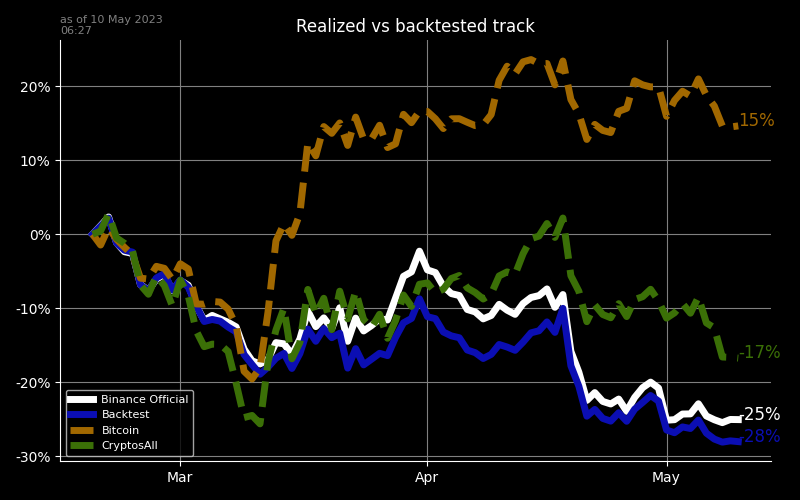 as of 10 May 2023
06:27
Realized vs backtested track
20%
10%
0%
-10%
-20%
-30%
15%
-17%
-25%
-28%
Binance Official
Backtest
Bitcoin
CryptosAll
Mar
Apr
May